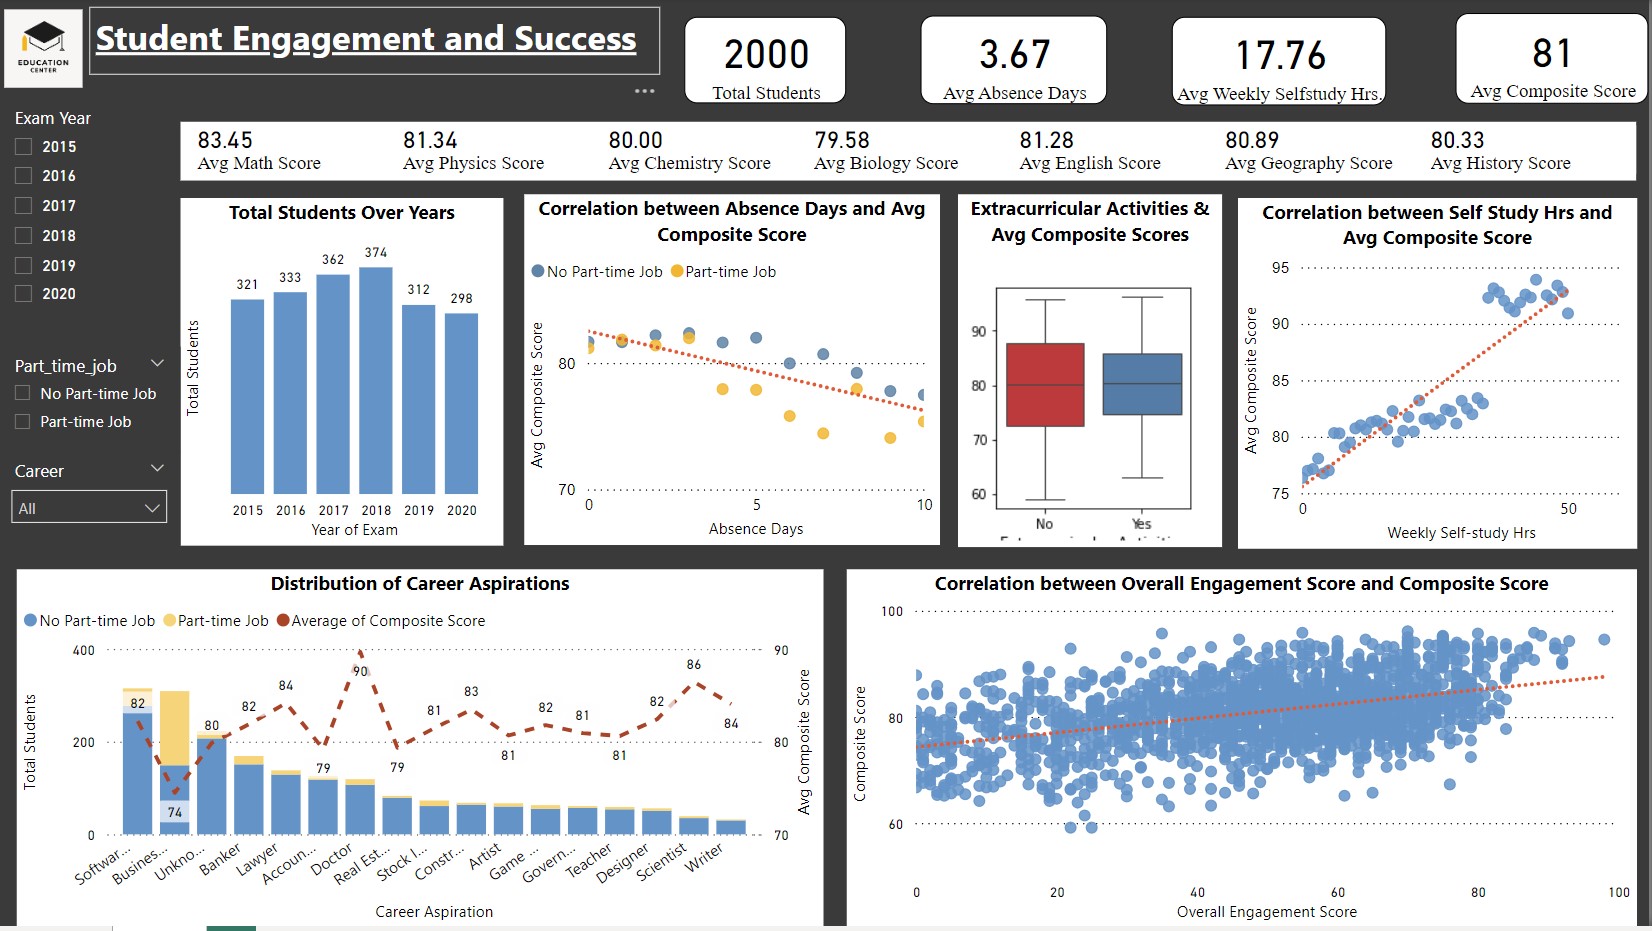 EDUCATION
CENTER
Student Engagement and Success
2000
Total Students
3.67
Avg Absence Days
17.76
Avg Weekly Selfstudy Hrs.
81
Avg Composite Score
Exam Year
2015
2016
2017
2018
2019
2020
Part_time_job
No Part-time Job
Part-time Job
Career
All
83.45
Avg Math Score
81.34
Avg Physics Score
80.00
Avg Chemistry Score
79.58
Avg Biology Score
81.28
Avg English Score
80.89
Avg Geography Score
80.33
Avg History Score
Total Students Over Years
Total Students
321
333
362
374
312
298
2015 2016 2017 2018 2019 2020
Year of Exam
Correlation between Absence Days and Avg
Composite Score
No Part-time Job Part-time Job
Avg Composite Score
80
70
0 5 10
Absence Days
Extracurricular Activities &
Avg Composite Scores
90
80
70
60
No Yes
Correlation between Self Study Hrs and
Avg Composite Score
Avg Composite Score
95
90
85
80
75
0 50
Weekly Self-study Hrs
Distribution of Career Aspirations
No Part-time Job Part-time Job Average of Composite Score
Total Students
400
200
0
82
74
80
82
84
79
90
79
81
83
81
82
81
81
82
86
84
90
80
70
Avg Composite Score
Softwar...
Busines...
Unkno...
Banker
Lawyer
Accoun...
Doctor
Real Est...
Stock I...
Constr...
Artist
Game ...
Govern...
Teacher
Designer
Scientist
Writer
Career Aspiration
Correlation between Overall Engagement Score and Composite Score
Composite Score
100
80
60
0 20 40 60 80 100
Overall Engagement Score